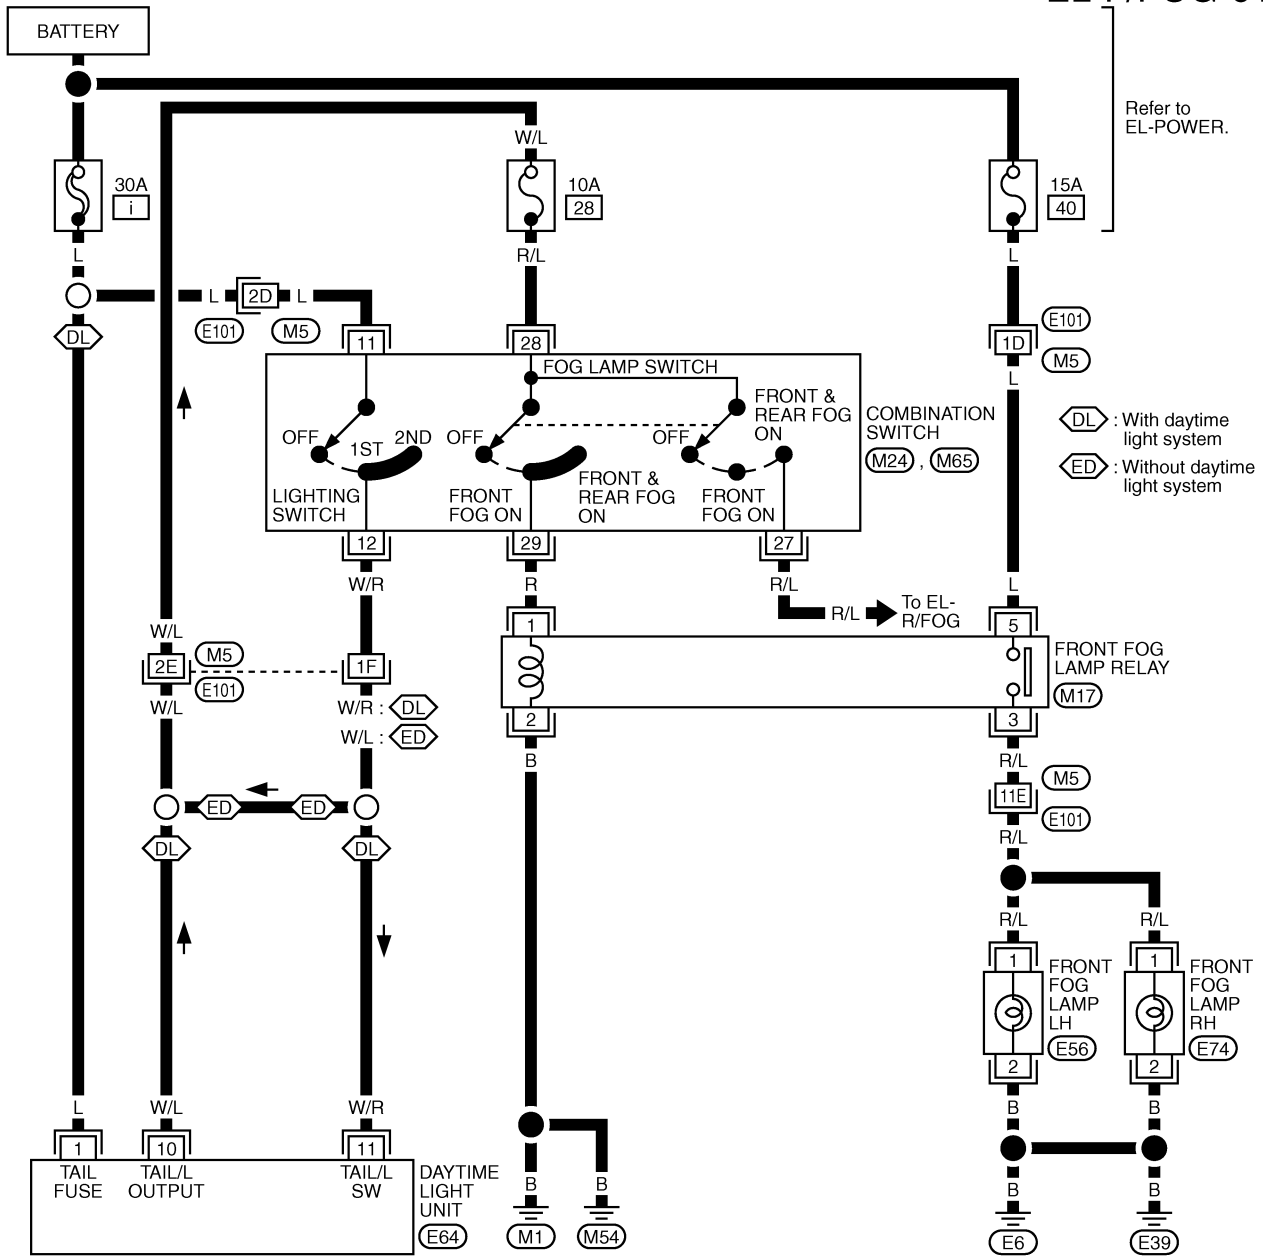 BATTERY
Refer to
EL-POWER.
W/L
30A
i
10A
28
15A
40
L
R/L
L
L
2D
L
E101
M5
E101
1D
M5
DL
11
28
L
FOG LAMP SWITCH
FRONT &
REAR FOG
ON
OFF
1ST
2ND
OFF
OFF
COMBINATION
SWITCH
M24 , M65
DL : With daytime
light system
ED : Without daytime
light system
LIGHTING
SWITCH
FRONT
FOG ON
FRONT &
REAR FOG
ON
FRONT
FOG ON
12
29
27
W/R
R
R/L
L
R/L
To EL-
R/FOG
1
5
W/L
2E
M5
E101
1F
FRONT FOG
LAMP RELAY
M17
W/L
W/R : DL
W/L : ED
2
3
B
R/L
M5
11E
E101
R/L
ED
ED
DL
DL
R/L
R/L
1
1
FRONT
FOG
LAMP
LH
E56
FRONT
FOG
LAMP
RH
E74
2
2
L
W/L
W/R
B
B
1
10
11
TAIL
FUSE
TAIL/L
OUTPUT
TAIL/L
SW
DAYTIME
LIGHT
UNIT
E64
B
B
B
B
M1
M54
E6
E39